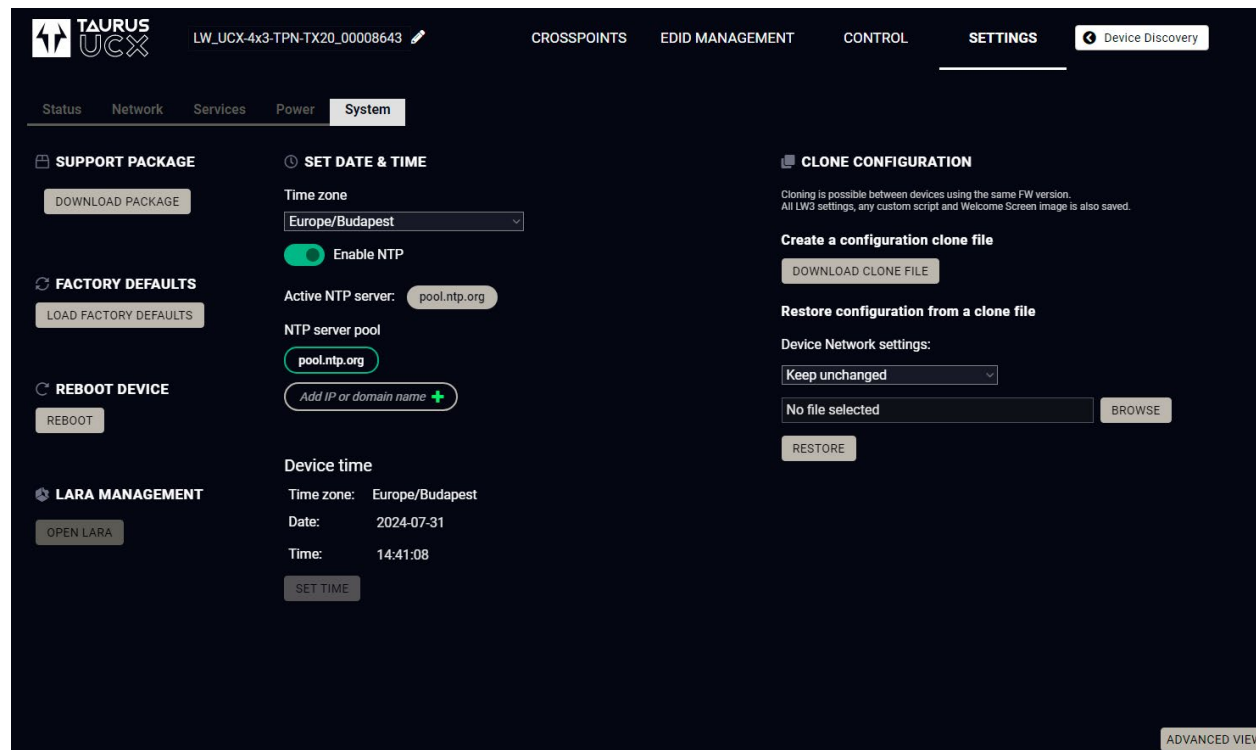 TAURUS
UCX
LW_UCX-4x3-TPN-TX20_00008643
CROSSPOINTS
EDID MANAGEMENT
CONTROL
SETTINGS
Device Discovery
Status
Network
Services
Power
System
SUPPORT PACKAGE
DOWNLOAD PACKAGE
FACTORY DEFAULTS
LOAD FACTORY DEFAULTS
REBOOT DEVICE
REBOOT
LARA MANAGEMENT
OPEN LARA
SET DATE & TIME
Time zone
Europe/Budapest
Enable NTP
Active NTP server: pool.ntp.org
NTP server pool
pool.ntp.org
Add IP or domain name
Device time
Time zone: Europe/Budapest
Date: 2024-07-31
Time: 14:41:08
SET TIME
CLONE CONFIGURATION
Cloning is possible between devices using the same FW version.
All LW3 settings, any custom script and Welcome Screen image is also saved.
Create a configuration clone file
DOWNLOAD CLONE FILE
Restore configuration from a clone file
Device Network settings:
Keep unchanged
No file selected
BROWSE
RESTORE
ADVANCED VIEW